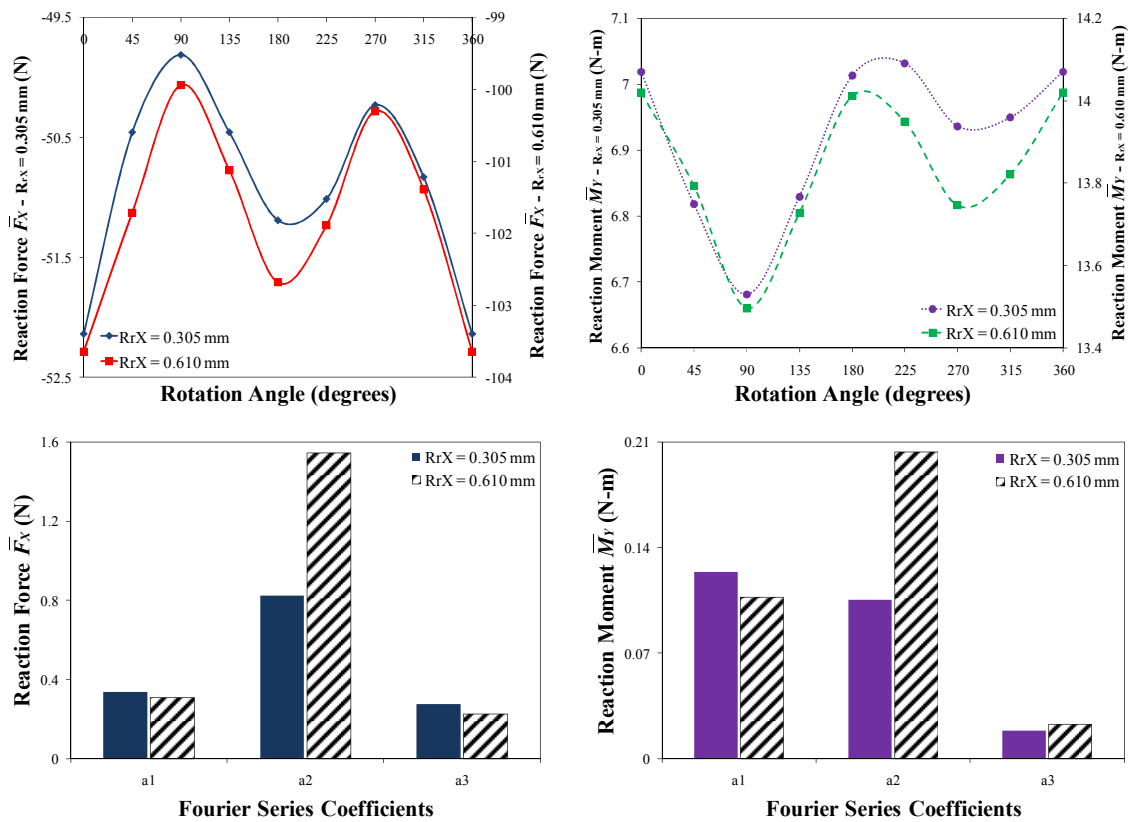 -49.5
-50.5
-51.5
-52.5
0 45 90 135 180 225 270 315 360
-99
-100
-101
-102
-103
-104
Reaction Force F̅X - RrX = 0.305 mm (N)
Reaction Force F̅X - RrX = 0.610 mm (N)
RrX = 0.305 mm
RrX = 0.610 mm
Rotation Angle (degrees)
7.1
7
6.9
6.8
6.7
6.6
14.2
14
13.8
13.6
13.4
Reaction Moment M̅Y - RrX = 0.305 mm (N-m)
Reaction Moment M̅Y - RrX = 0.610 mm (N-m)
RrX = 0.305 mm
RrX = 0.610 mm
0 45 90 135 180 225 270 315 360
Rotation Angle (degrees)
1.6
1.2
0.8
0.4
0
Reaction Force F̅X (N)
RrX = 0.305 mm
RrX = 0.610 mm
a1 a2 a3
Fourier Series Coefficients
0.21
0.14
0.07
0
Reaction Moment M̅Y (N-m)
RrX = 0.305 mm
RrX = 0.610 mm
a1 a2 a3
Fourier Series Coefficients